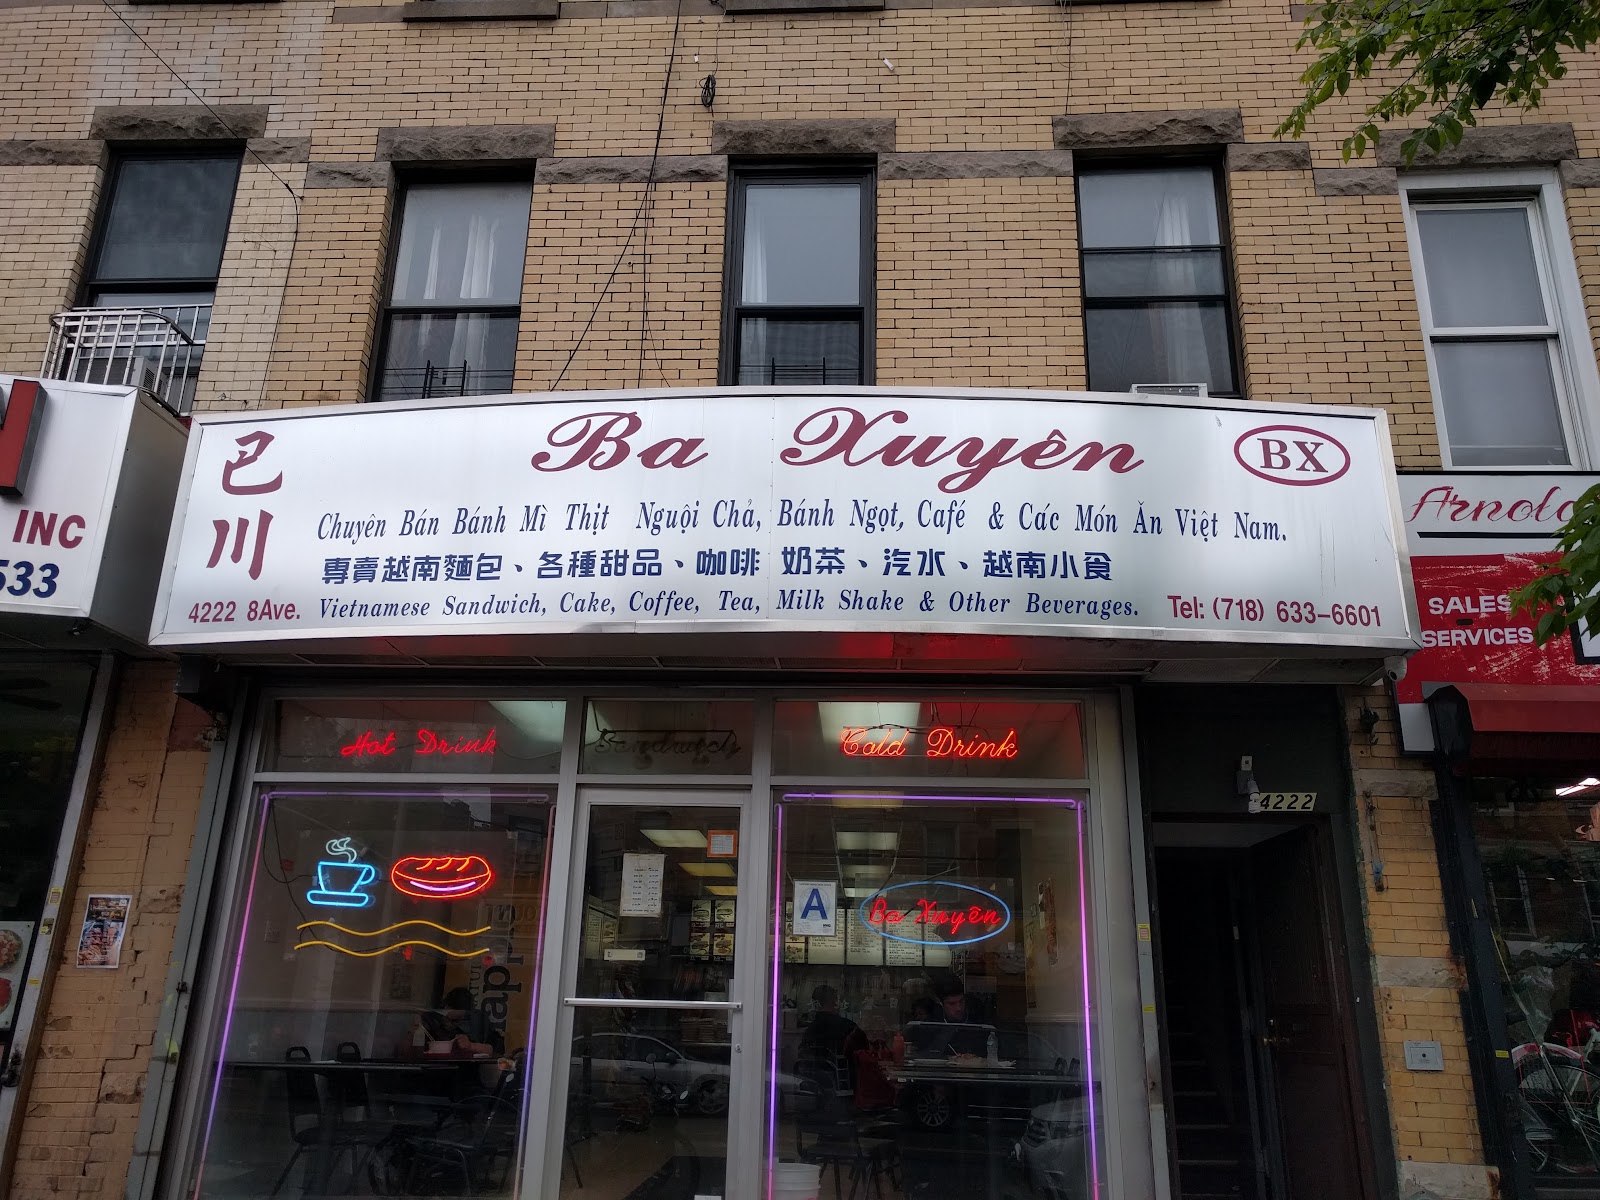 Ba Xuyên
BX
巴川
Chuyên Bán Bánh Mì Thịt Nguội Chả, Bánh Ngọt, Café & Các Món Ăn Việt Nam.
專賣越南麵包、各種甜品、咖啡 奶茶、汽水、越南小食
4222 8Ave. Vietnamese Sandwich, Cake, Coffee, Tea, Milk Shake & Other Beverages. Tel: (718) 633-6601
INC
533
Arnold
SALES
SERVICES
Hot Drink
Sandwich
Cold Drink
4222
A
Ba Xuyên